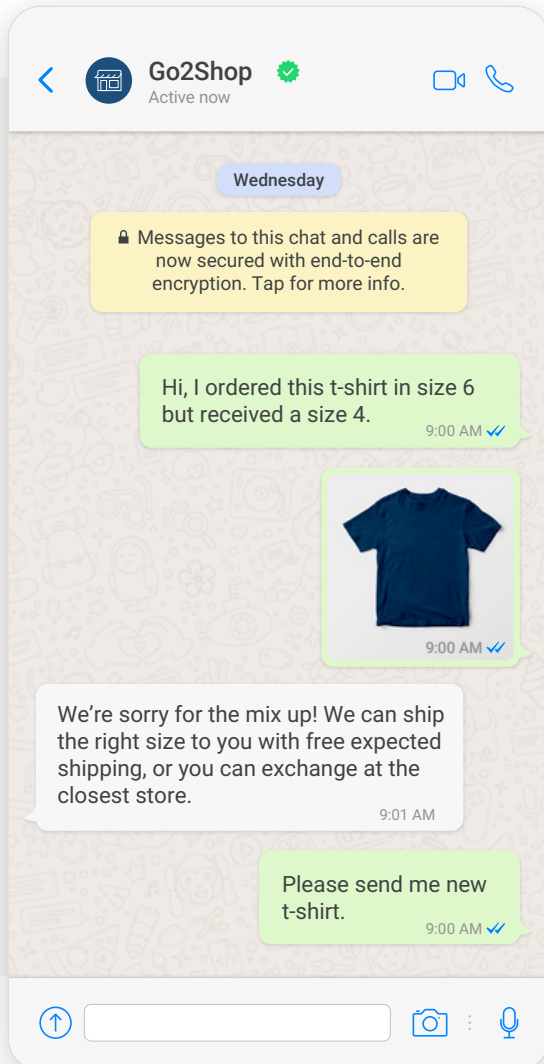 Go2Shop
Active now
Wednesday
Messages to this chat and calls are
now secured with end-to-end
encryption. Tap for more info.
Hi, I ordered this t-shirt in size 6
but received a size 4.
9:00 AM
9:00 AM
We’re sorry for the mix up! We can ship
the right size to you with free expected
shipping, or you can exchange at the
closest store.
9:01 AM
Please send me new
t-shirt.
9:00 AM